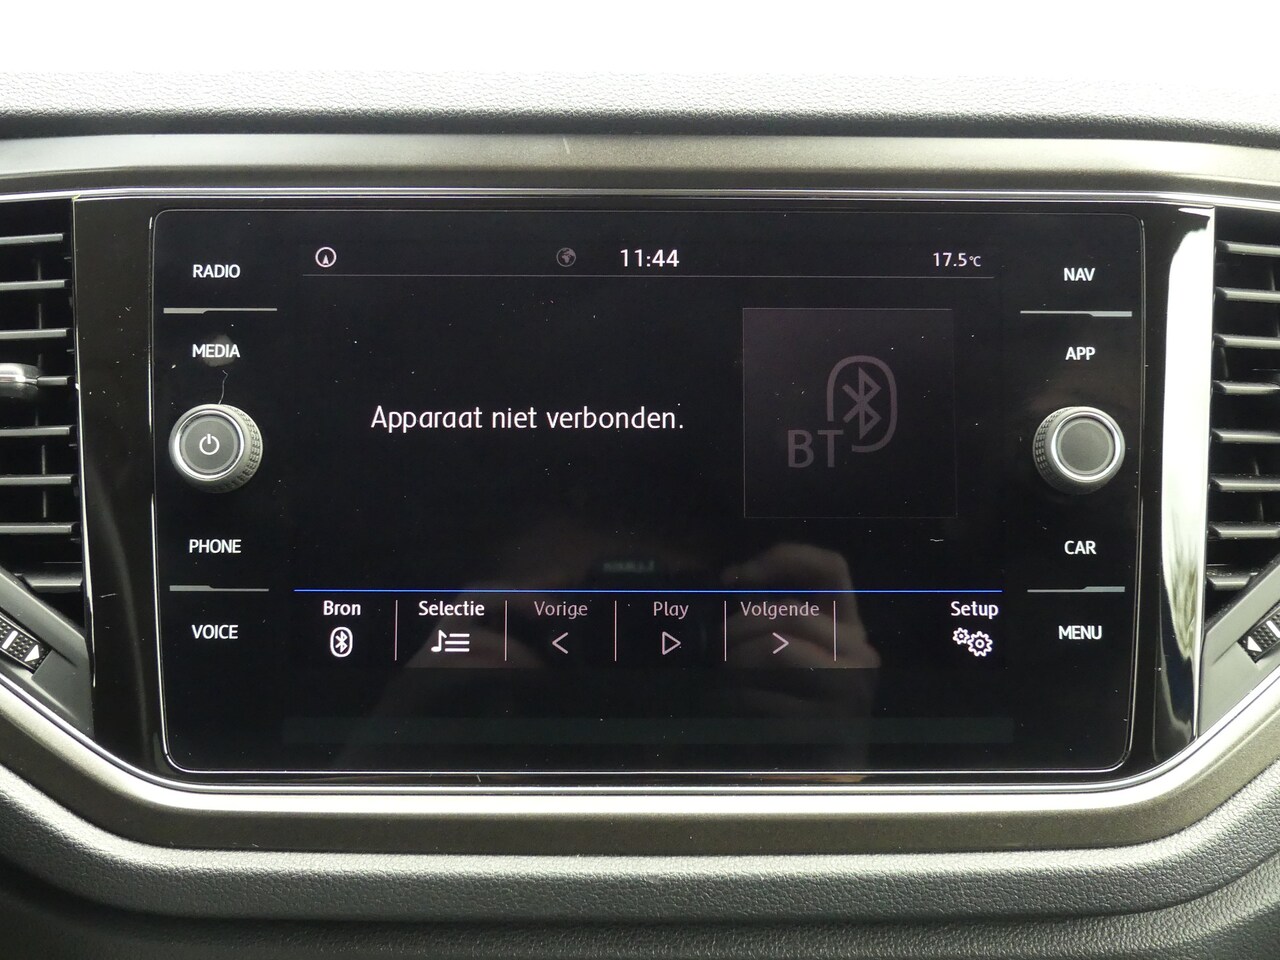 RADIO
MEDIA
PHONE
VOICE
11:44
17.5°C
Apparaat niet verbonden.
BT
Bron
Selectie
Vorige
Play
Volgende
Setup
NAV
APP
CAR
MENU